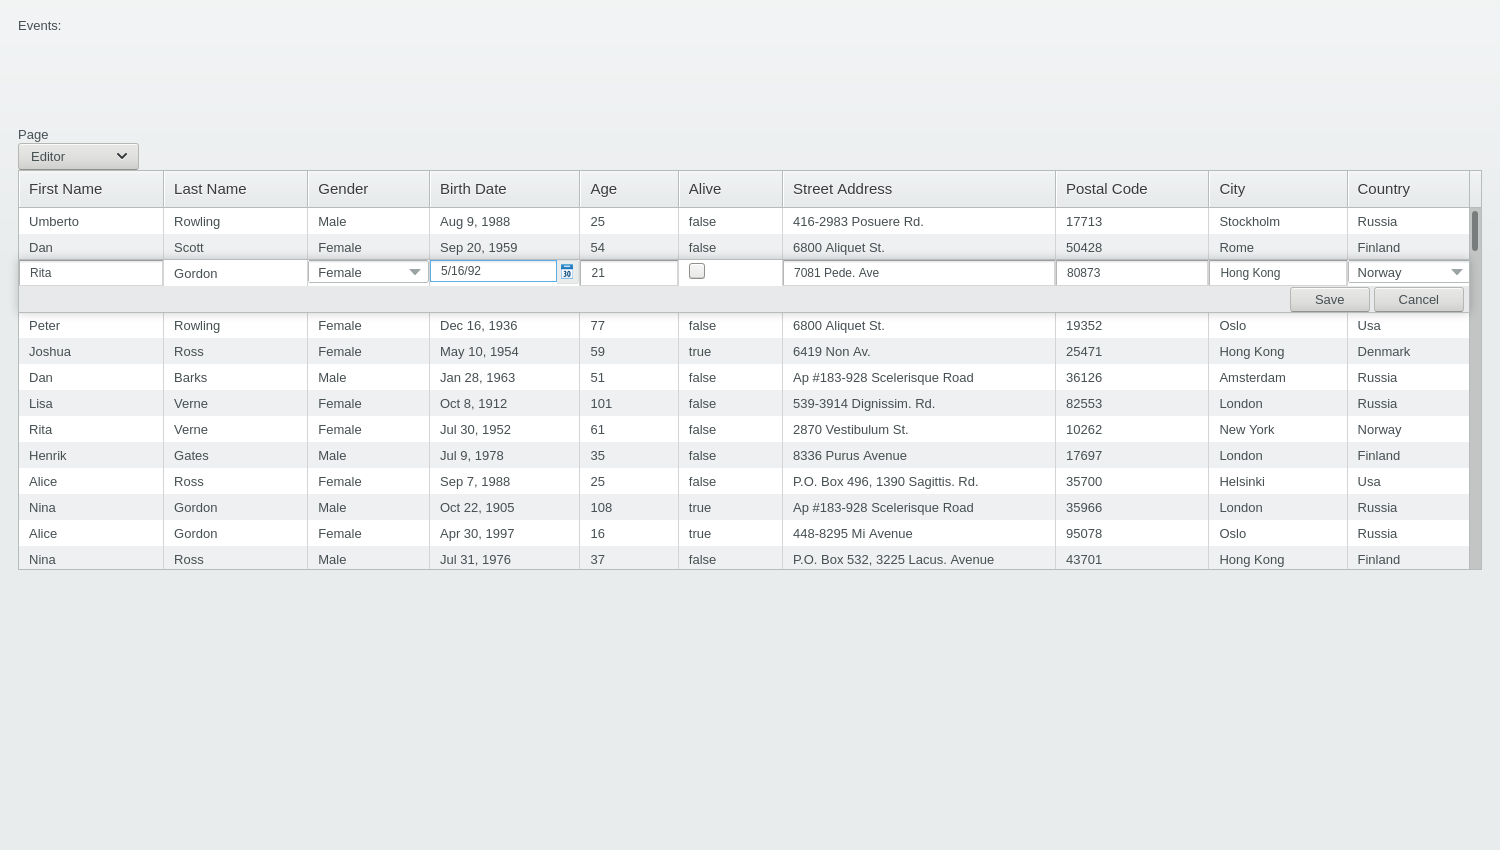 Events:
Page
Editor
First Name Last Name Gender Birth Date Age Alive Street Address Postal Code City Country
Umberto Rowling Male Aug 9, 1988 25 false 416-2983 Posuere Rd. 17713 Stockholm Russia
Dan Scott Female Sep 20, 1959 54 false 6800 Aliquet St. 50428 Rome Finland
Rita Gordon Female 5/16/92 30 21 7081 Pede. Ave 80873 Hong Kong Norway
Save Cancel
Peter Rowling Female Dec 16, 1936 77 false 6800 Aliquet St. 19352 Oslo Usa
Joshua Ross Female May 10, 1954 59 true 6419 Non Av. 25471 Hong Kong Denmark
Dan Barks Male Jan 28, 1963 51 false Ap #183-928 Scelerisque Road 36126 Amsterdam Russia
Lisa Verne Female Oct 8, 1912 101 false 539-3914 Dignissim. Rd. 82553 London Russia
Rita Verne Female Jul 30, 1952 61 false 2870 Vestibulum St. 10262 New York Norway
Henrik Gates Male Jul 9, 1978 35 false 8336 Purus Avenue 17697 London Finland
Alice Ross Female Sep 7, 1988 25 false P.O. Box 496, 1390 Sagittis. Rd. 35700 Helsinki Usa
Nina Gordon Male Oct 22, 1905 108 true Ap #183-928 Scelerisque Road 35966 London Russia
Alice Gordon Female Apr 30, 1997 16 true 448-8295 Mi Avenue 95078 Oslo Russia
Nina Ross Male Jul 31, 1976 37 false P.O. Box 532, 3225 Lacus. Avenue 43701 Hong Kong Finland